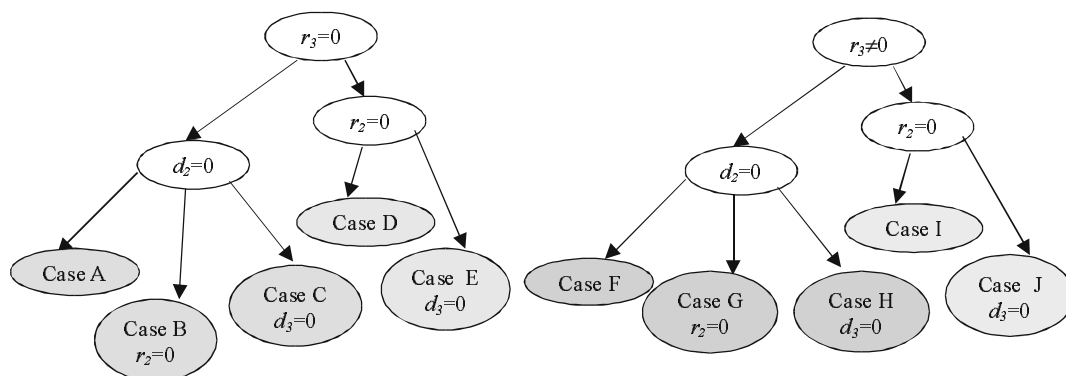 r₃=0
r₂=0
d₂=0
Case D
Case A
Case E
d₃=0
Case C
d₃=0
Case B
r₂=0
r₃≠0
r₂=0
d₂=0
Case I
Case F
Case J
d₃=0
Case G
r₂=0
Case H
d₃=0